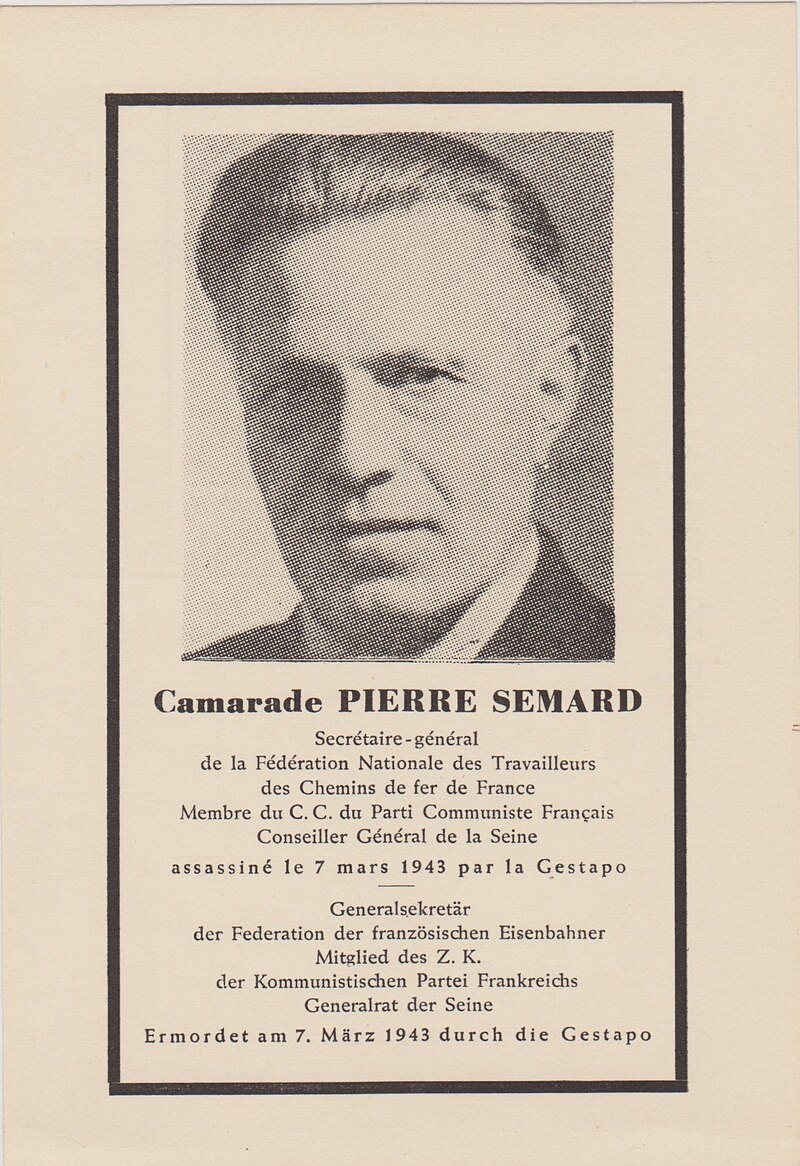 Camarade PIERRE SEMARD
Secrétaire-général
de la Fédération Nationale des Travailleurs
des Chemins de fer de France
Membre du C. C. du Parti Communiste Français
Conseiller Général de la Seine
assassiné le 7 mars 1943 par la Gestapo
Generalsekretär
der Federation der französischen Eisenbahner
Mitglied des Z. K.
der Kommunistischen Partei Frankreichs
Generalrat der Seine
Ermordet am 7. März 1943 durch die Gestapo